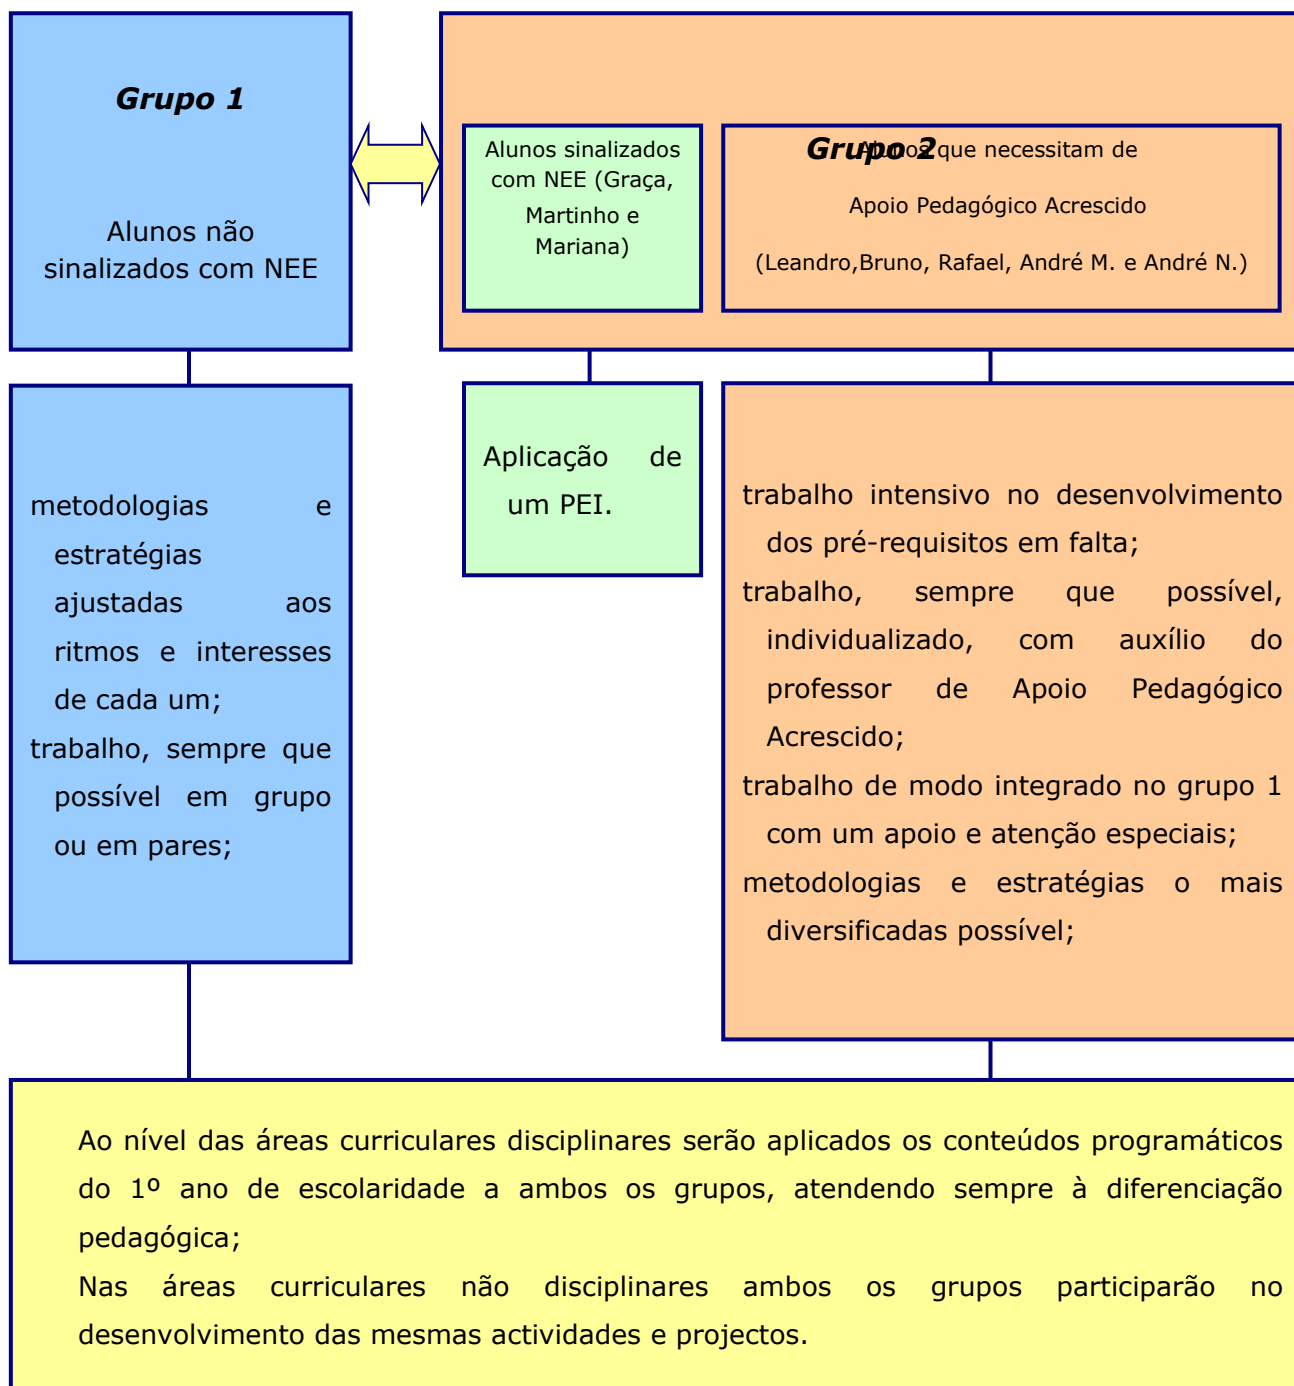 Grupo 1
Alunos não
sinalizados com NEE
Grupo 2
Alunos sinalizados
com NEE (Graça,
Martinho e
Mariana)
Alunos que necessitam de
Apoio Pedagógico Acrescido
(Leandro,Bruno, Rafael, André M. e André N.)
metodologias e
estratégias
ajustadas aos
ritmos e interesses
de cada um;
trabalho, sempre que
possível em grupo
ou em pares;
Aplicação de
um PEI.
trabalho intensivo no desenvolvimento
dos pré-requisitos em falta;
trabalho, sempre que possível,
individualizado, com auxílio do
professor de Apoio Pedagógico
Acrescido;
trabalho de modo integrado no grupo 1
com um apoio e atenção especiais;
metodologias e estratégias o mais
diversificadas possível;
Ao nível das áreas curriculares disciplinares serão aplicados os conteúdos programáticos
do 1º ano de escolaridade a ambos os grupos, atendendo sempre à diferenciação
pedagógica;
Nas áreas curriculares não disciplinares ambos os grupos participarão no
desenvolvimento das mesmas actividades e projectos.